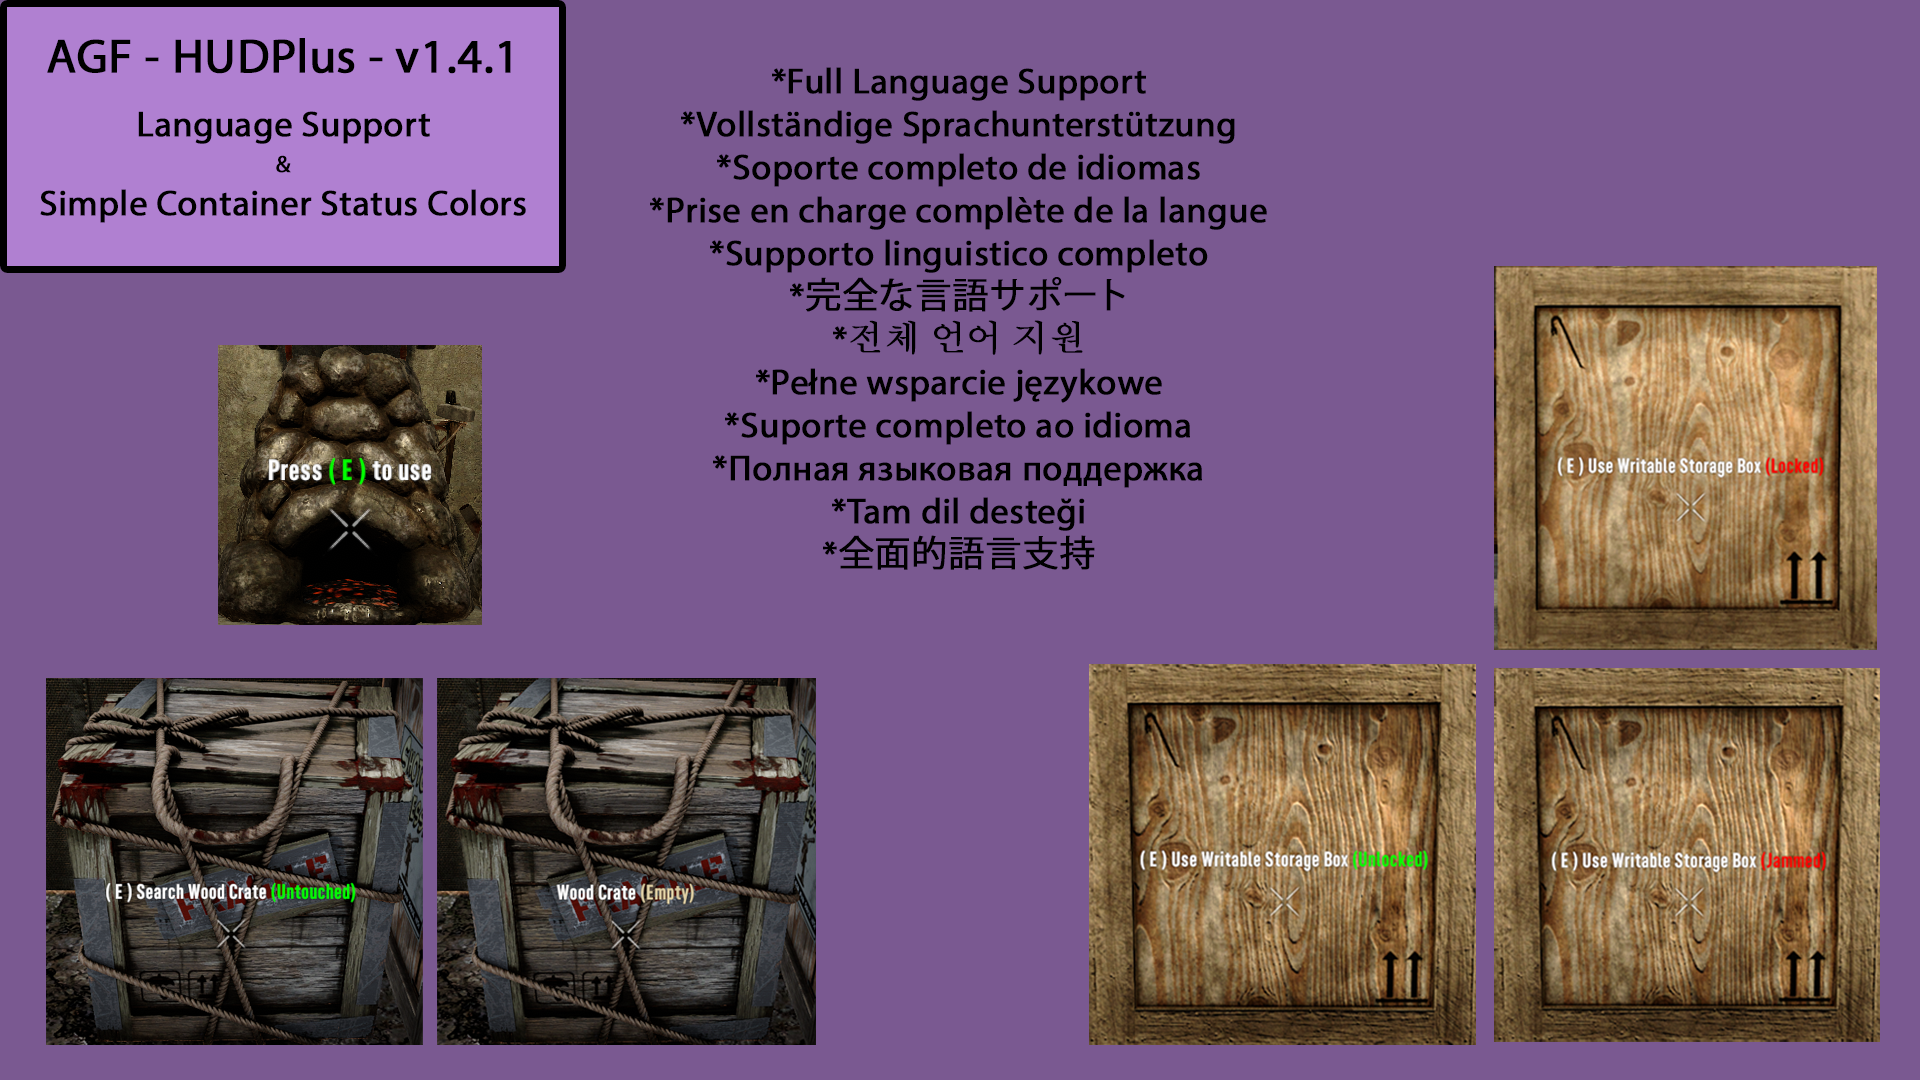 AGF - HUDPlus - v1.4.1
Language Support
&
Simple Container Status Colors
*Full Language Support
*Vollständige Sprachunterstützung
*Soporte completo de idiomas
*Prise en charge complète de la langue
*Supporto linguistico completo
*完全な言語サポート
*전체 언어 지원
*Pełne wsparcie językowe
*Suporte completo ao idioma
*Полная языковая поддержка
*Tam dil desteği
*全面的語言支持
Press ( E ) to use
( E ) Use Writable Storage Box (Locked)
( E ) Search Wood Crate (Untouched)
Wood Crate (Empty)
( E ) Use Writable Storage Box (Unlocked)
( E ) Use Writable Storage Box (Jammed)